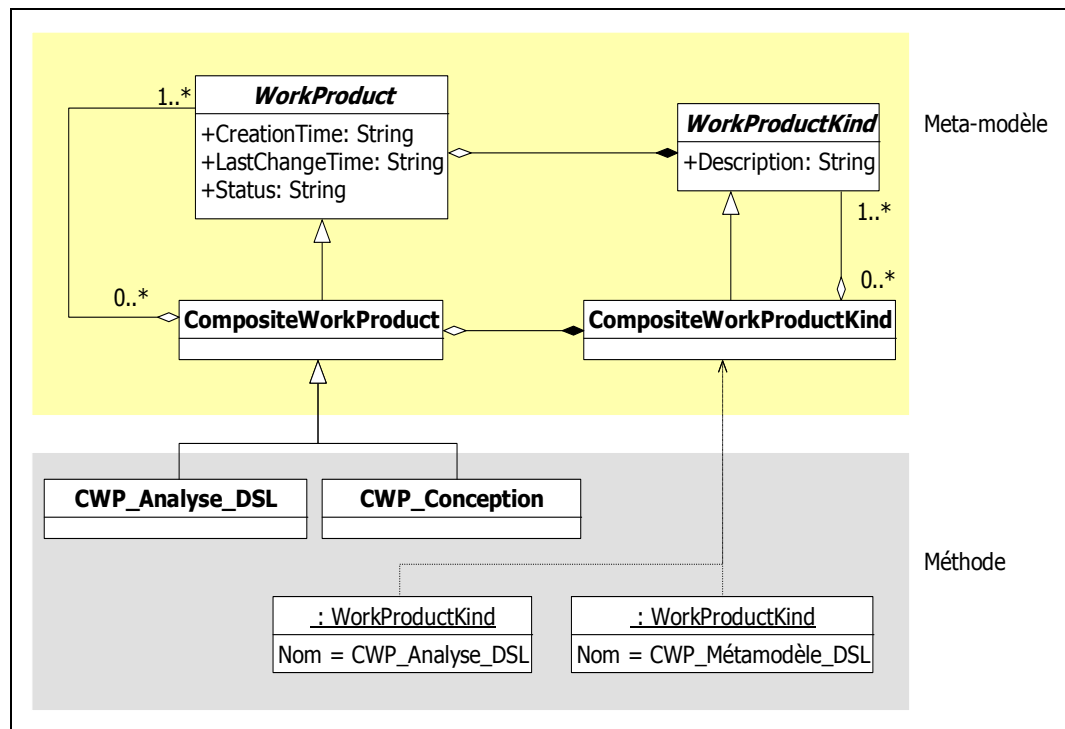 1..*
WorkProduct
+CreationTime: String
+LastChangeTime: String
+Status: String
WorkProductKind
+Description: String
Meta-modèle
1..*
0..*
0..*
CompositeWorkProduct
CompositeWorkProductKind
CWP_Analyse_DSL
CWP_Conception
Méthode
: WorkProductKind
Nom = CWP_Analyse_DSL
: WorkProductKind
Nom = CWP_Métamodèle_DSL